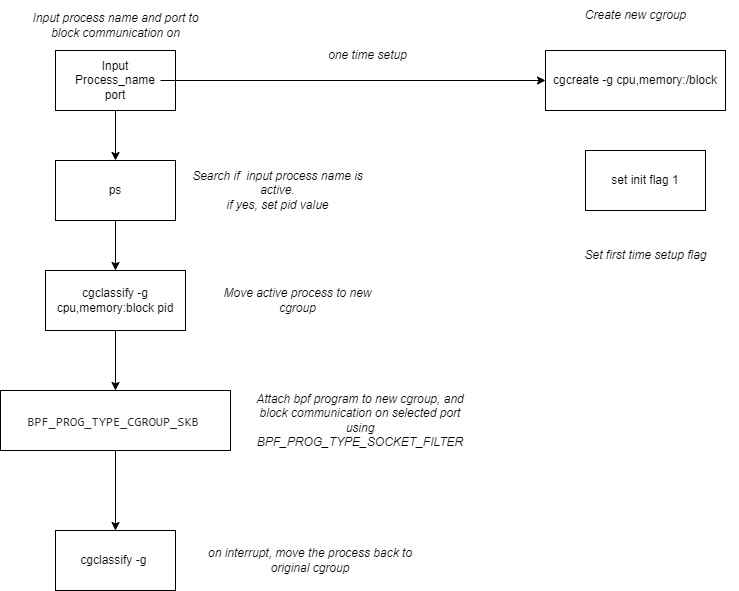 Input process name and port to
block communication on
Create new cgroup
Input
Process_name
port
one time setup
cgcreate -g cpu,memory:/block
ps
Search if input process name is
active.
if yes, set pid value
set init flag 1
Set first time setup flag
cgclassify -g
cpu,memory:block pid
Move active process to new
cgroup
BPF_PROG_TYPE_CGROUP_SKB
Attach bpf program to new cgroup, and
block communication on selected port
using
BPF_PROG_TYPE_SOCKET_FILTER
cgclassify -g
on interrupt, move the process back to
original cgroup